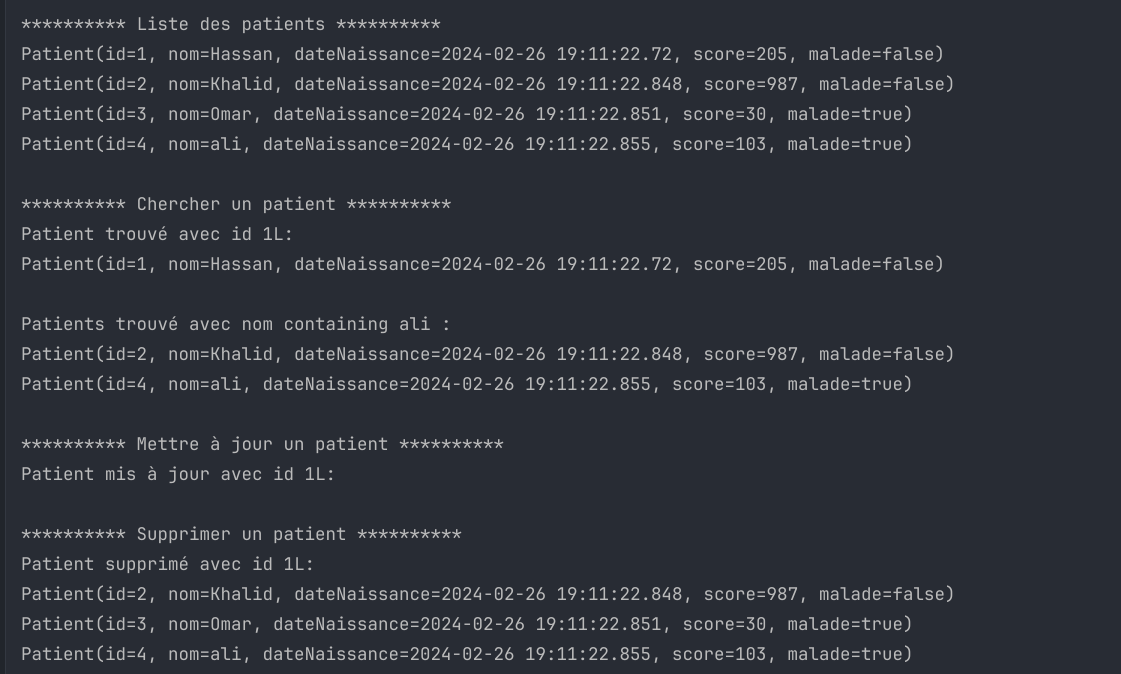 ********** Liste des patients **********
Patient(id=1, nom=Hassan, dateNaissance=2024-02-26 19:11:22.72, score=205, malade=false)
Patient(id=2, nom=Khalid, dateNaissance=2024-02-26 19:11:22.848, score=987, malade=false)
Patient(id=3, nom=Omar, dateNaissance=2024-02-26 19:11:22.851, score=30, malade=true)
Patient(id=4, nom=ali, dateNaissance=2024-02-26 19:11:22.855, score=103, malade=true)

********** Chercher un patient **********
Patient trouvé avec id 1L:
Patient(id=1, nom=Hassan, dateNaissance=2024-02-26 19:11:22.72, score=205, malade=false)

Patients trouvé avec nom containing ali :
Patient(id=2, nom=Khalid, dateNaissance=2024-02-26 19:11:22.848, score=987, malade=false)
Patient(id=4, nom=ali, dateNaissance=2024-02-26 19:11:22.855, score=103, malade=true)

********** Mettre à jour un patient **********
Patient mis à jour avec id 1L:

********** Supprimer un patient **********
Patient supprimé avec id 1L:
Patient(id=2, nom=Khalid, dateNaissance=2024-02-26 19:11:22.848, score=987, malade=false)
Patient(id=3, nom=Omar, dateNaissance=2024-02-26 19:11:22.851, score=30, malade=true)
Patient(id=4, nom=ali, dateNaissance=2024-02-26 19:11:22.855, score=103, malade=true)